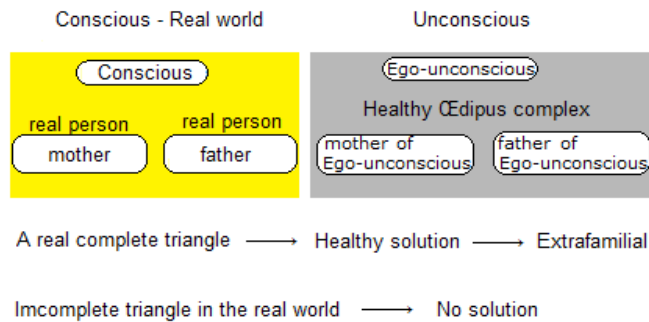 Conscious - Real world
Unconscious
Conscious
Ego-unconscious
Healthy Œdipus complex
real person
real person
mother
father
mother of
Ego-unconscious
father of
Ego-unconscious
A real complete triangle ⟶ Healthy solution ⟶ Extrafamilial
Imcomplete triangle in the real world ⟶ No solution